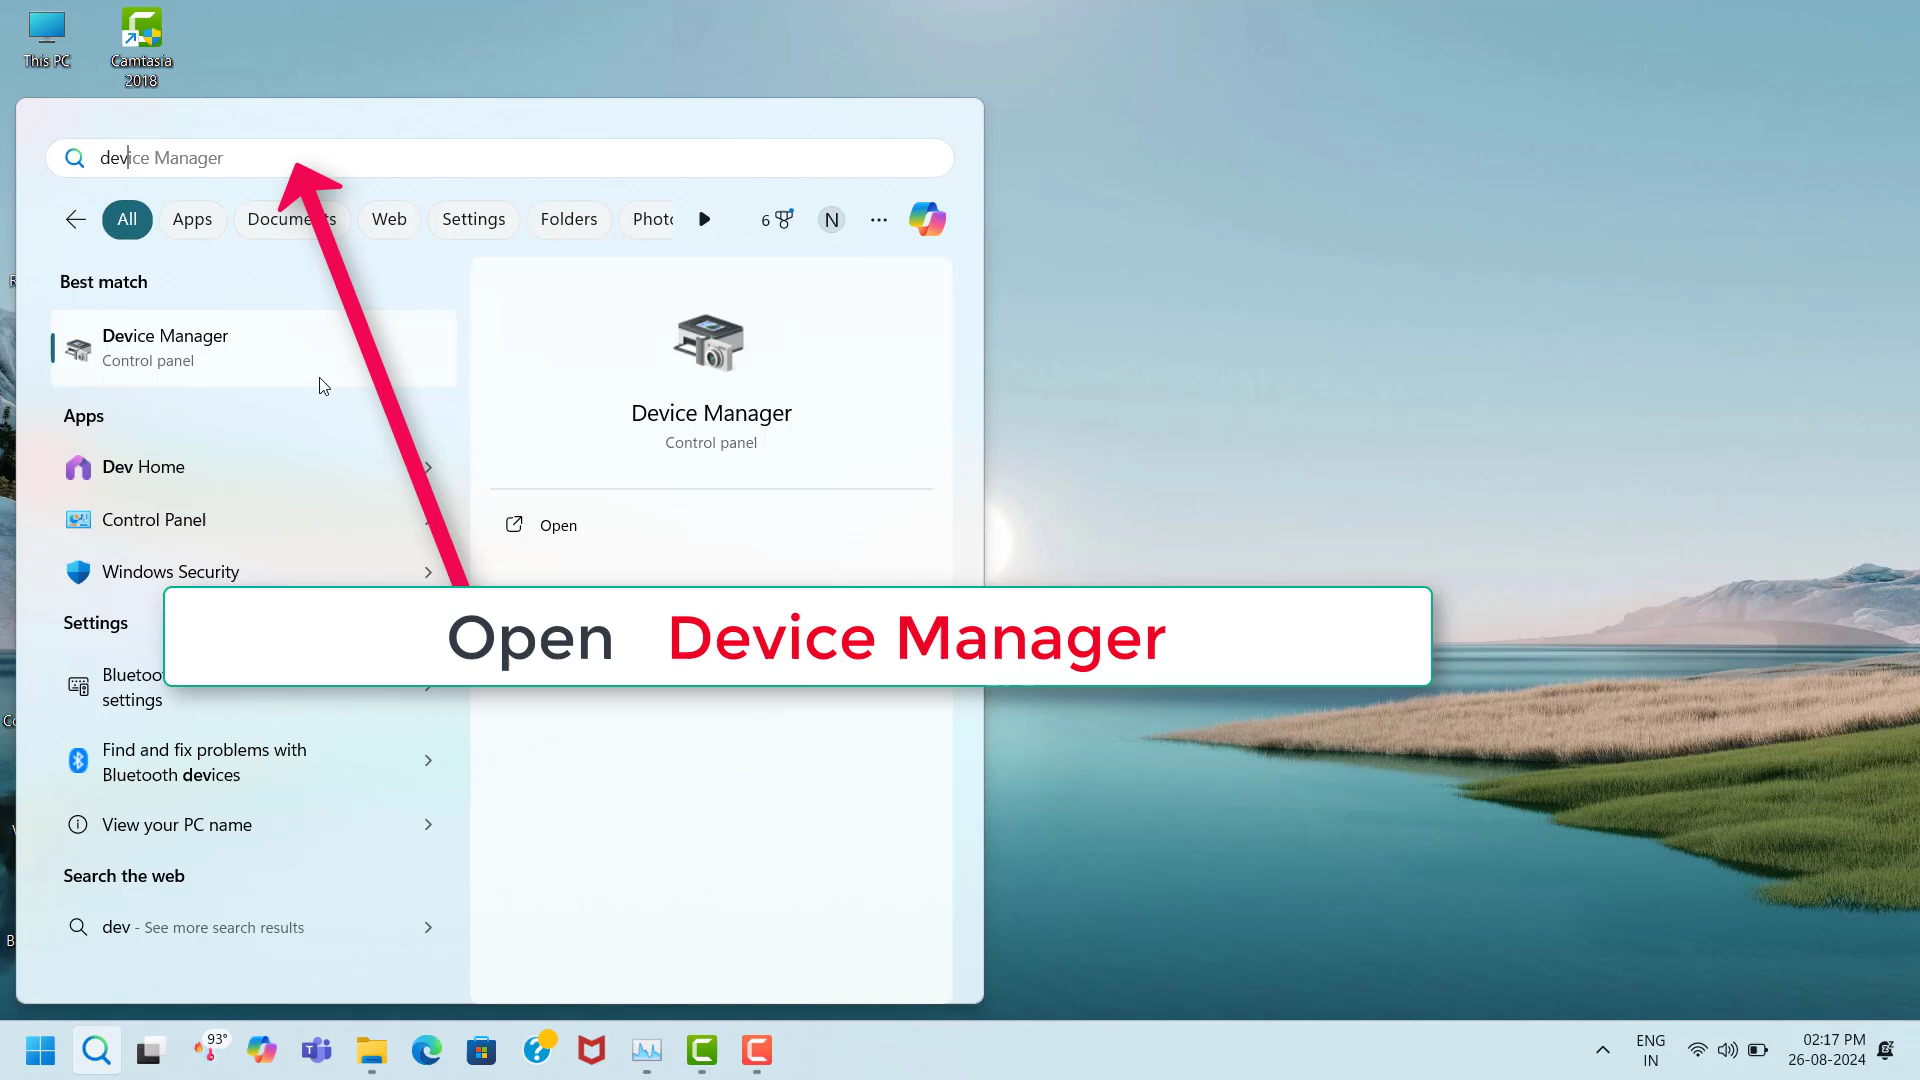 This PC
Camtasia
2018
device Manager
All
Apps
Documents
Web
Settings
Folders
6
N
Best match
Device Manager
Control panel
Apps
Dev Home
Control Panel
Windows Security
Settings
settings
Find and fix problems with
Bluetooth devices
View your PC name
Search the web
dev - See more search results
Device Manager
Control panel
Open
Open Device Manager
93°
ENG
IN
02:17 PM
26-08-2024